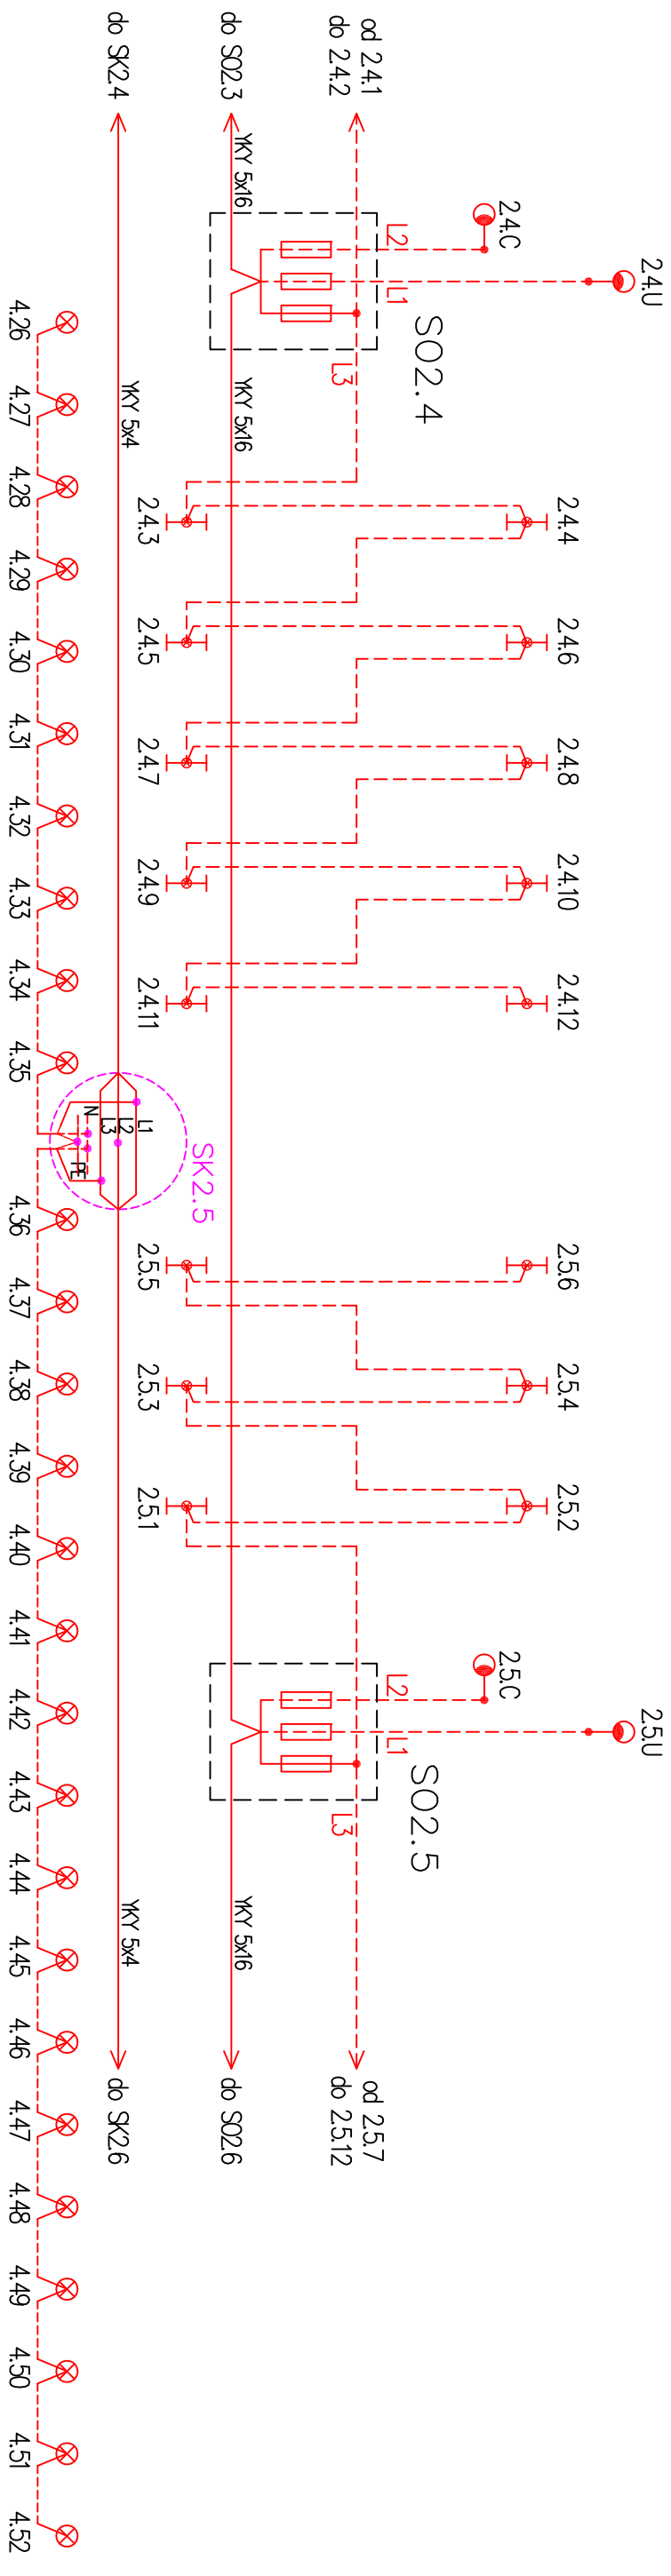 2.4.U
2.5.U
2.4.C
2.5.C
2.4.4
2.4.6
2.4.8
2.4.10
2.4.12
2.5.6
2.5.4
2.5.2
SO2.4
SO2.5
L2
L1
L2
L1
od 2.4.1
do 2.4.2
L3
L3
od 2.5.7
do 2.5.12
do SO2.3
YKY 5x16
YKY 5x16
YKY 5x16
do SO2.6
SK2.5
2.4.3
2.4.5
2.4.7
2.4.9
2.4.11
2.5.5
2.5.3
2.5.1
do SK2.4
YKY 5x4
L1
L2
L3
N
PE
YKY 5x4
do SK2.6
4.26
4.27
4.28
4.29
4.30
4.31
4.32
4.33
4.34
4.35
4.36
4.37
4.38
4.39
4.40
4.41
4.42
4.43
4.44
4.45
4.46
4.47
4.48
4.49
4.50
4.51
4.52